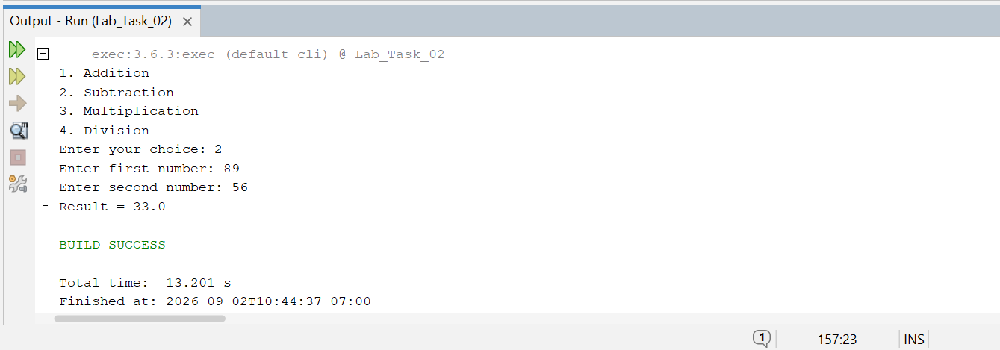 Output - Run (Lab_Task_02)
--- exec:3.6.3:exec (default-cli) @ Lab_Task_02 ---
1. Addition
2. Subtraction
3. Multiplication
4. Division
Enter your choice: 2
Enter first number: 89
Enter second number: 56
Result = 33.0
------------------------------------------------------------------------
BUILD SUCCESS
------------------------------------------------------------------------
Total time:  13.201 s
Finished at: 2026-09-02T10:44:37-07:00
1 157:23 INS